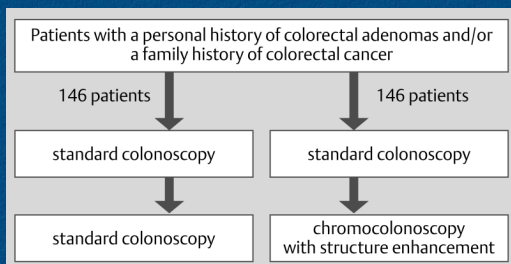 Patients with a personal history of colorectal adenomas and/or
a family history of colorectal cancer
146 patients
146 patients
standard colonoscopy
standard colonoscopy
standard colonoscopy
chromocolonoscopy
with structure enhancement